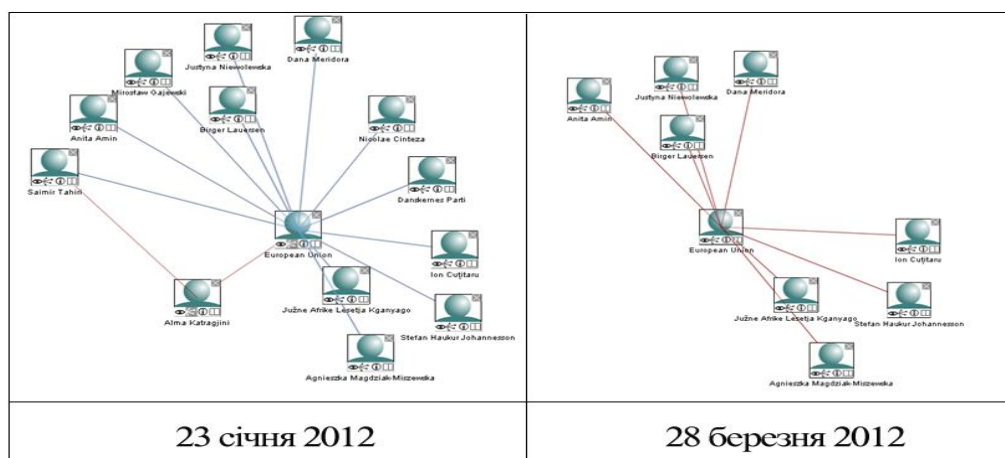 Dana Meridora
Justyna Niewolewska
Mirosław Gajewski
Birger Lauersen
Anita Amin
Nicolae Cinteza
Saimir Tahiri
Danskernes Parti
European Union
Ion Cuţitaru
Južne Afrike Lesetja Kganyago
Alma Katragjini
Stefan Haukur Johannesson
Agnieszka Magdziak-Miszewska
23 січня 2012
Dana Meridora
Justyna Niewolewska
Anita Amin
Birger Lauersen
European Union
Ion Cuţitaru
Južne Afrike Lesetja Kganyago
Stefan Haukur Johannesson
Agnieszka Magdziak-Miszewska
28 березня 2012